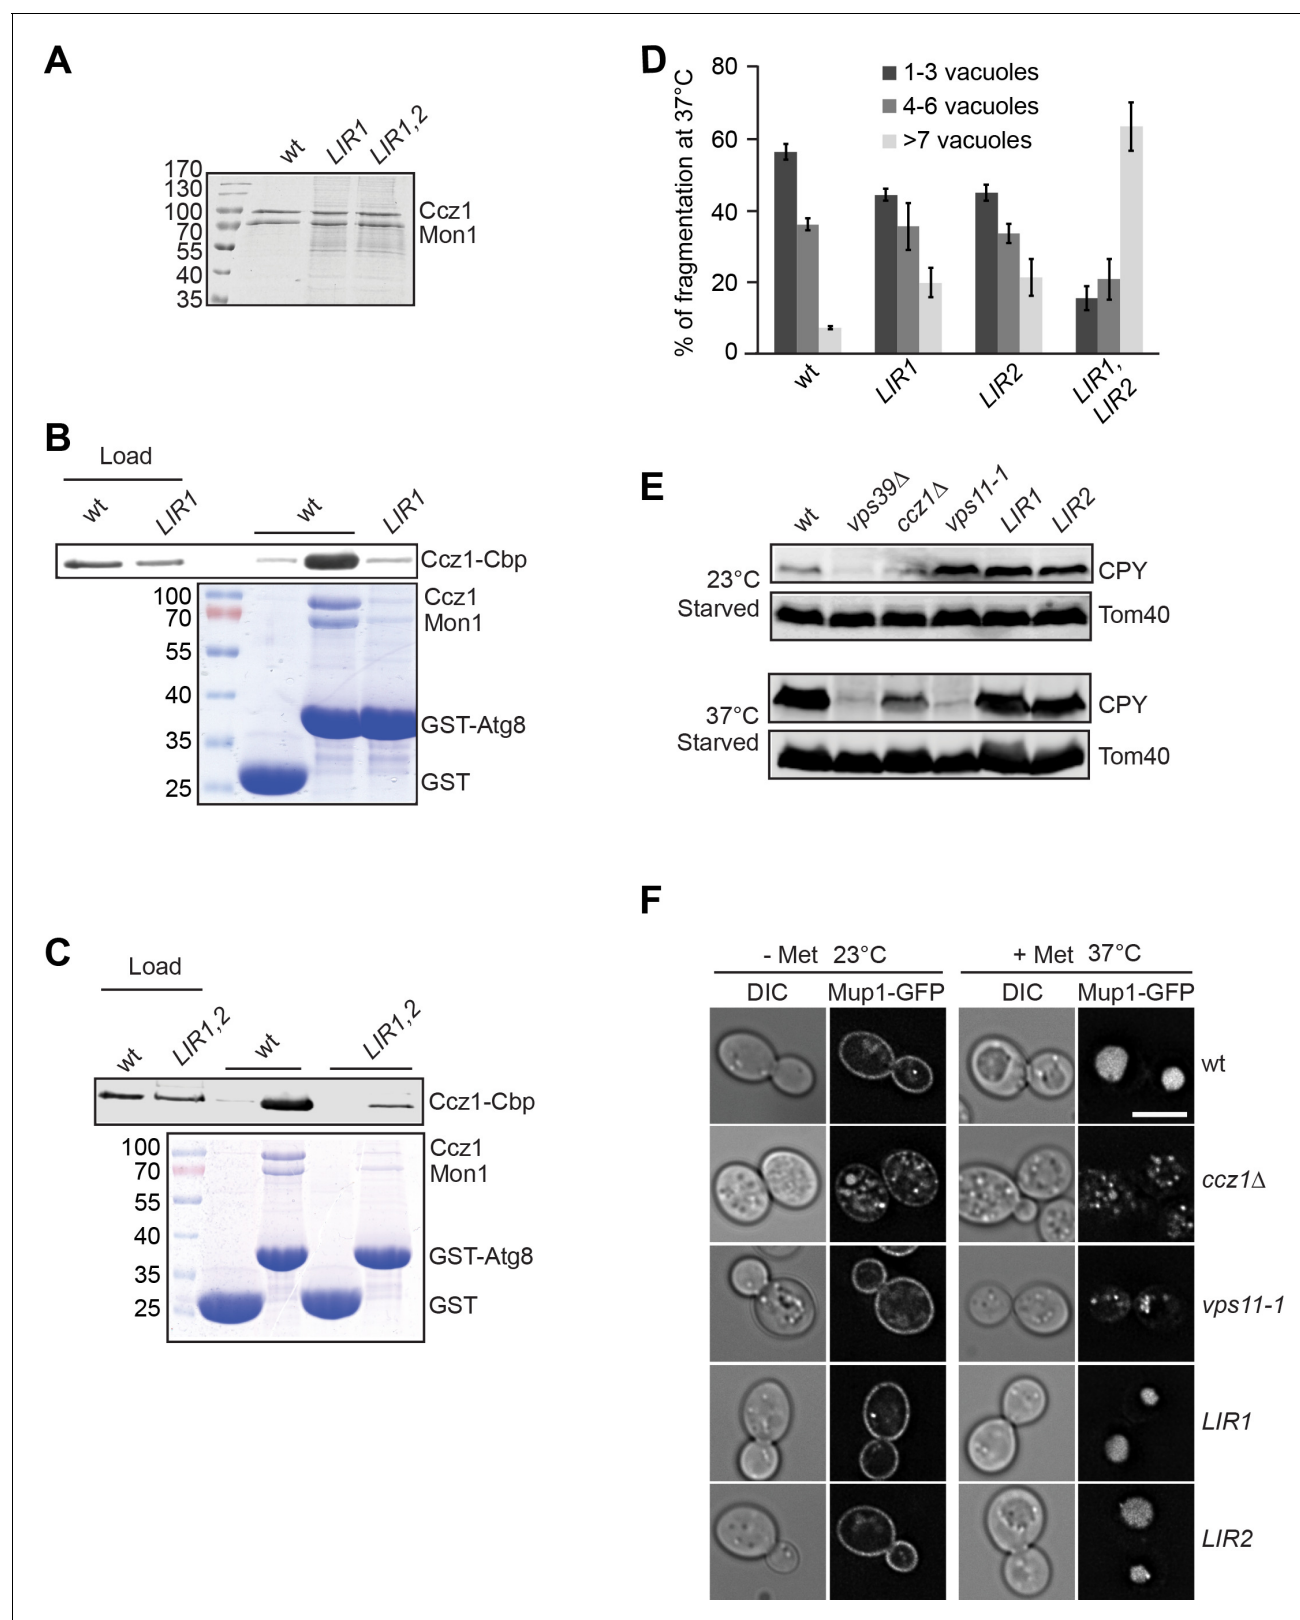 A
wt
LIR1
LIR1,2
170
130
100
70
55
40
35
Ccz1
Mon1
B
Load
wt
LIR1
wt
LIR1
Ccz1-Cbp
100
70
55
40
35
25
Ccz1
Mon1
GST-Atg8
GST
C
Load
wt
LIR1,2
wt
LIR1,2
Ccz1-Cbp
100
70
55
40
35
25
Ccz1
Mon1
GST-Atg8
GST
D
% of fragmentation at 37°C
80
60
40
20
0
1-3 vacuoles
4-6 vacuoles
>7 vacuoles
wt
LIR1
LIR2
LIR1,
LIR2
E
wt
vps39Δ
ccz1Δ
vps11-1
LIR1
LIR2
23°C
Starved
CPY
Tom40
37°C
Starved
CPY
Tom40
F
- Met 23°C
+ Met 37°C
DIC
Mup1-GFP
DIC
Mup1-GFP
wt
ccz1Δ
vps11-1
LIR1
LIR2